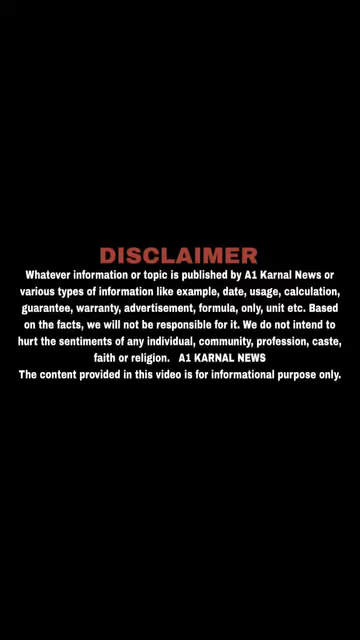 DISCLAIMER
Whatever information or topic is published by A1 Karnal News or
various types of information like example, date, usage, calculation,
guarantee, warranty, advertisement, formula, only, unit etc. Based
on the facts, we will not be responsible for it. We do not intend to
hurt the sentiments of any individual, community, profession, caste,
faith or religion. A1 KARNAL NEWS
The content provided in this video is for informational purpose only.